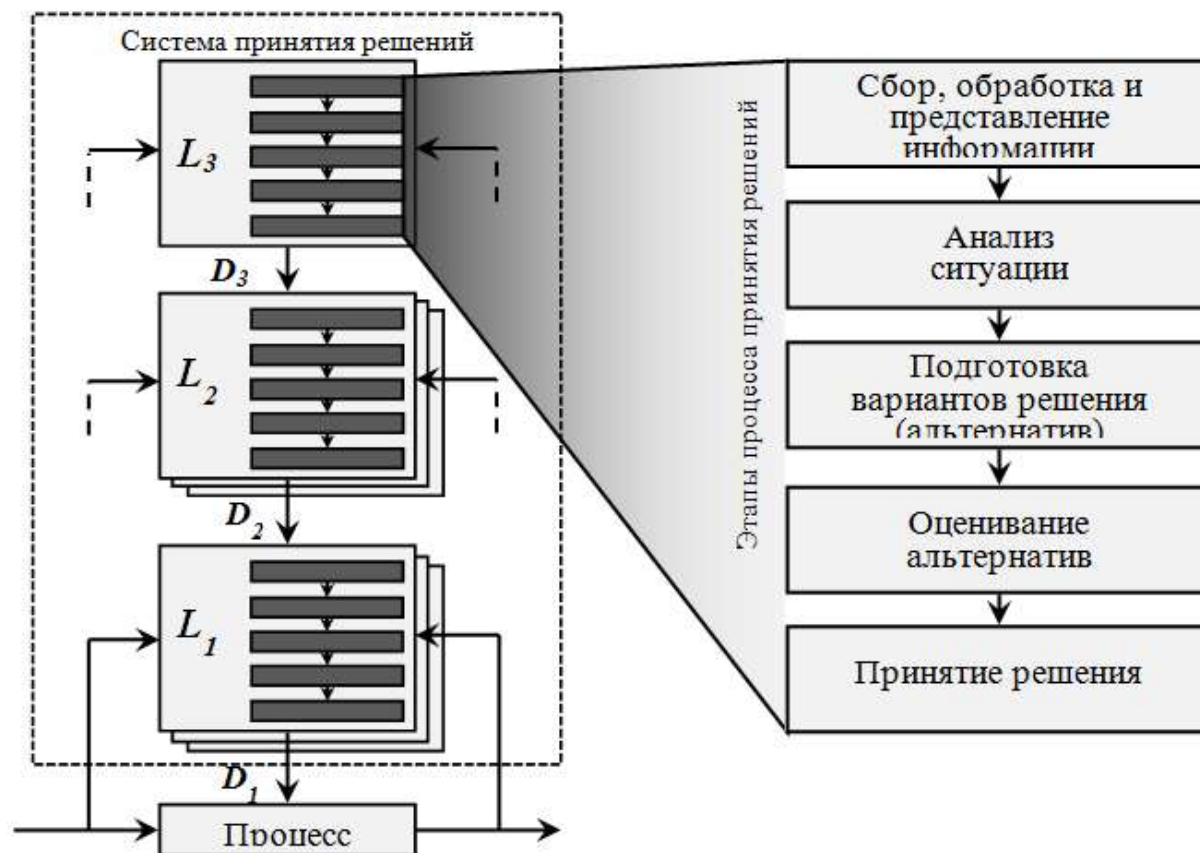 Система принятия решений
L3
D3
L2
D2
L1
D1
Процесс
Этапы процесса принятия решений
Сбор, обработка и
представление
информации
Анализ
ситуации
Подготовка
вариантов решения
(альтернатив)
Оценивание
альтернатив
Принятие решения